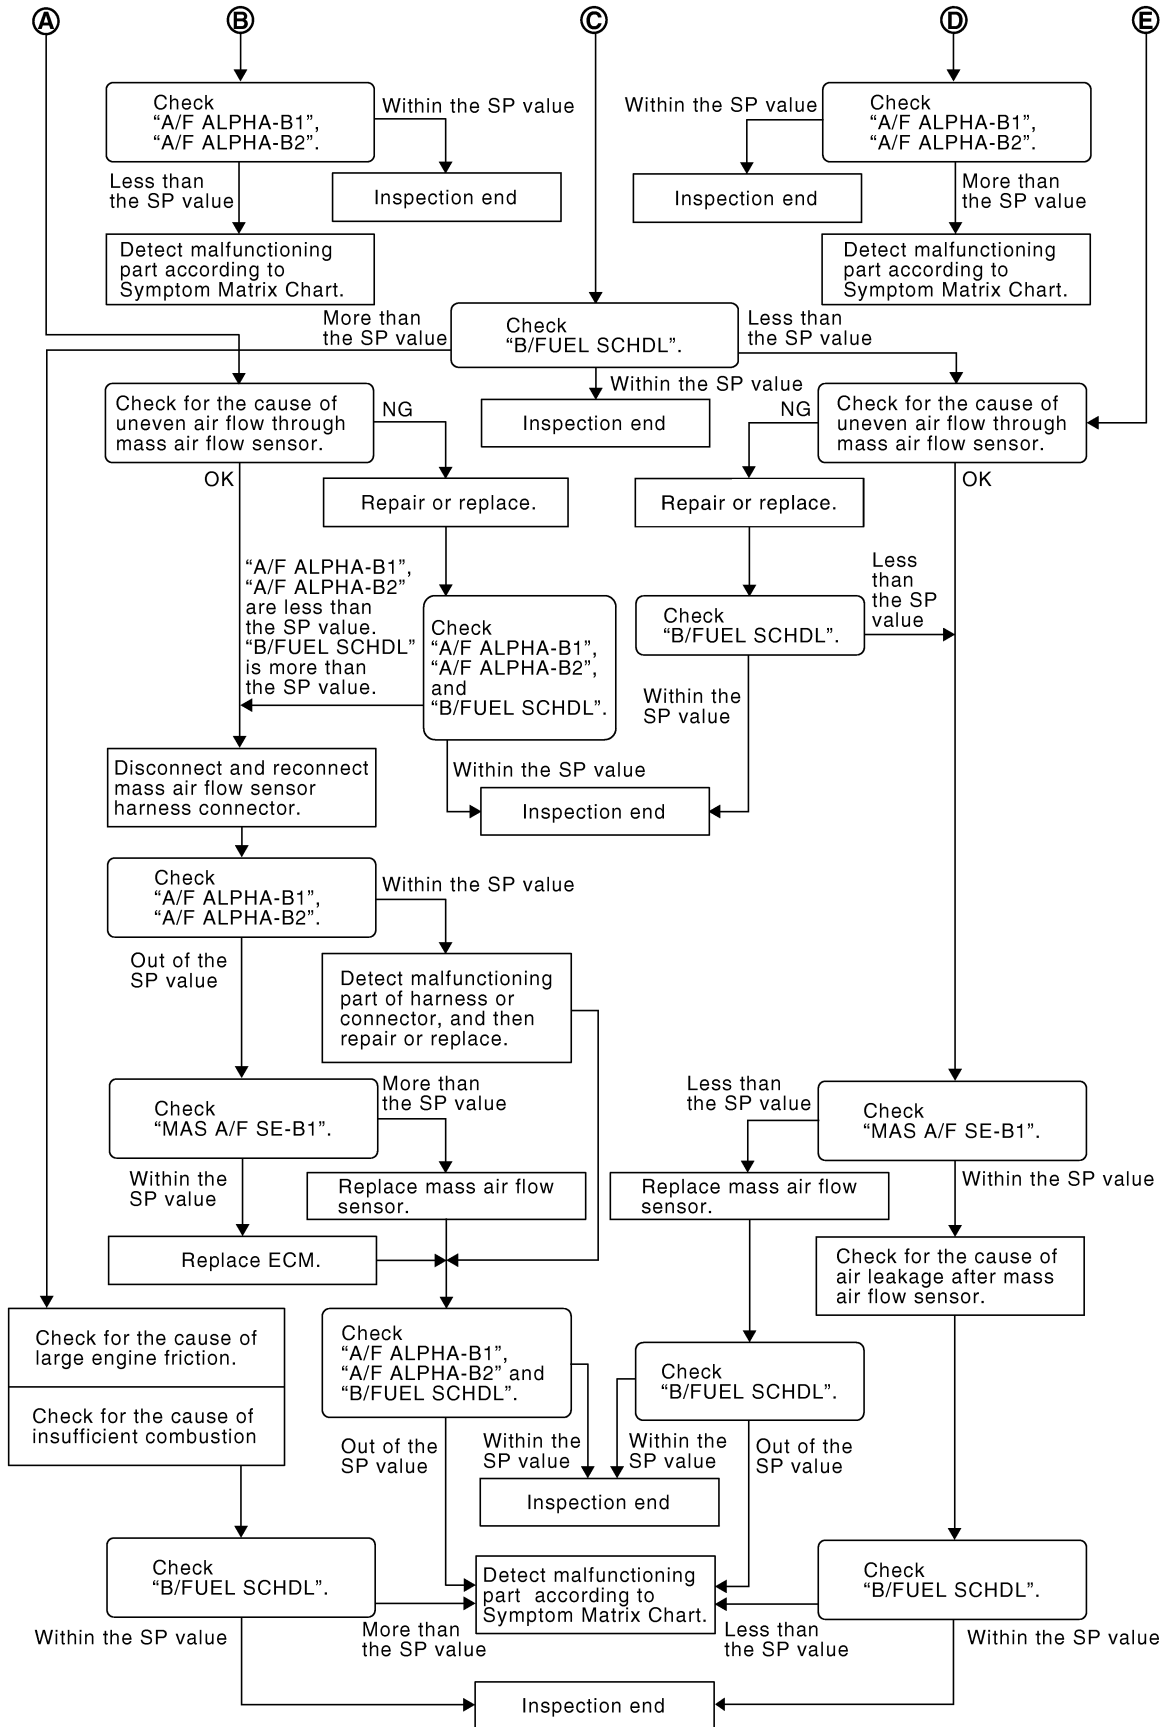 A
B
C
D
E
Check
“A/F ALPHA-B1”,
“A/F ALPHA-B2”.
Within the SP value
Less than
the SP value
Inspection end
Detect malfunctioning
part according to
Symptom Matrix Chart.
Within the SP value
Check
“A/F ALPHA-B1”,
“A/F ALPHA-B2”.
Inspection end
More than
the SP value
Detect malfunctioning
part according to
Symptom Matrix Chart.
More than
the SP value
Check
“B/FUEL SCHDL”.
Less than
the SP value
Within the SP value
Inspection end
Check for the cause of
uneven air flow through
mass air flow sensor.
NG
OK
Repair or replace.
NG
Check for the cause of
uneven air flow through
mass air flow sensor.
OK
Repair or replace.
“A/F ALPHA-B1”,
“A/F ALPHA-B2”
are less than
the SP value.
“B/FUEL SCHDL”
is more than
the SP value.
Check
“A/F ALPHA-B1”,
“A/F ALPHA-B2”,
and
“B/FUEL SCHDL”.
Check
“B/FUEL SCHDL”.
Less
than
the SP
value
Within the
SP value
Within the SP value
Inspection end
Disconnect and reconnect
mass air flow sensor
harness connector.
Check
“A/F ALPHA-B1”,
“A/F ALPHA-B2”.
Within the SP value
Out of the
SP value
Detect malfunctioning
part of harness or
connector, and then
repair or replace.
Check
“MAS A/F SE-B1”.
More than
the SP value
Less than
the SP value
Check
“MAS A/F SE-B1”.
Within the
SP value
Replace mass air flow
sensor.
Replace mass air flow
sensor.
Within the SP value
Replace ECM.
Check for the cause of
air leakage after mass
air flow sensor.
Check for the cause of
large engine friction.
Check for the cause of
insufficient combustion
Check
“A/F ALPHA-B1”,
“A/F ALPHA-B2” and
“B/FUEL SCHDL”.
Check
“B/FUEL SCHDL”.
Out of the
SP value
Within the
SP value
Within the
SP value
Out of the
SP value
Inspection end
Check
“B/FUEL SCHDL”.
Detect malfunctioning
part  according to
Symptom Matrix Chart.
Check
“B/FUEL SCHDL”.
Within the SP value
More than
the SP value
Less than
the SP value
Within the SP value
Inspection end